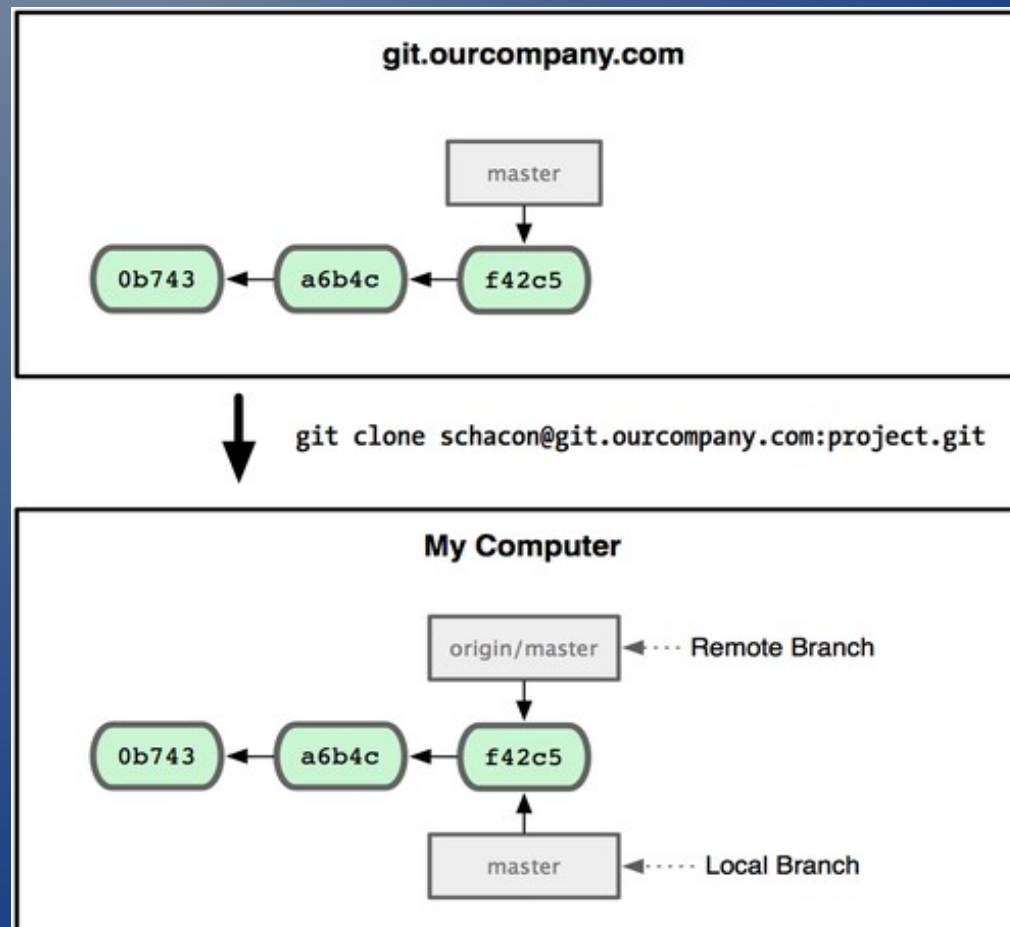 git.ourcompany.com
master
0b743 a6b4c f42c5
git clone schacon@git.ourcompany.com:project.git
My Computer
origin/master Remote Branch
0b743 a6b4c f42c5
master Local Branch